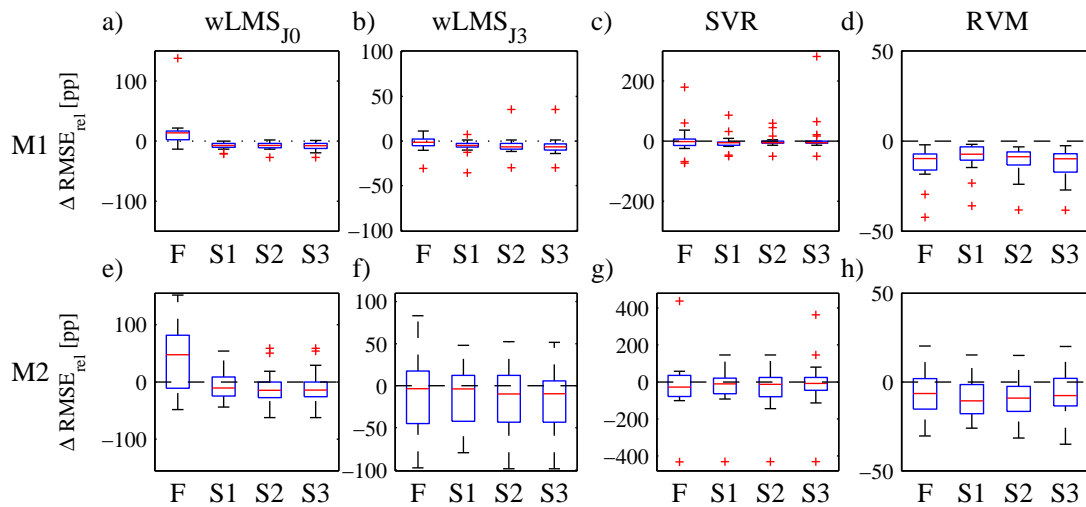 a) wLMS_J0 b) wLMS_J3 c) SVR d) RVM
M1
Δ RMSE_rel [pp]
100
0
−100
F S1 S2 S3
100
50
0
−50
−100
F S1 S2 S3
200
0
−200
F S1 S2 S3
50
0
−50
F S1 S2 S3
e) f) g) h)
M2
Δ RMSE_rel [pp]
100
0
−100
F S1 S2 S3
100
50
0
−50
−100
F S1 S2 S3
400
200
0
−200
−400
F S1 S2 S3
50
0
−50
F S1 S2 S3